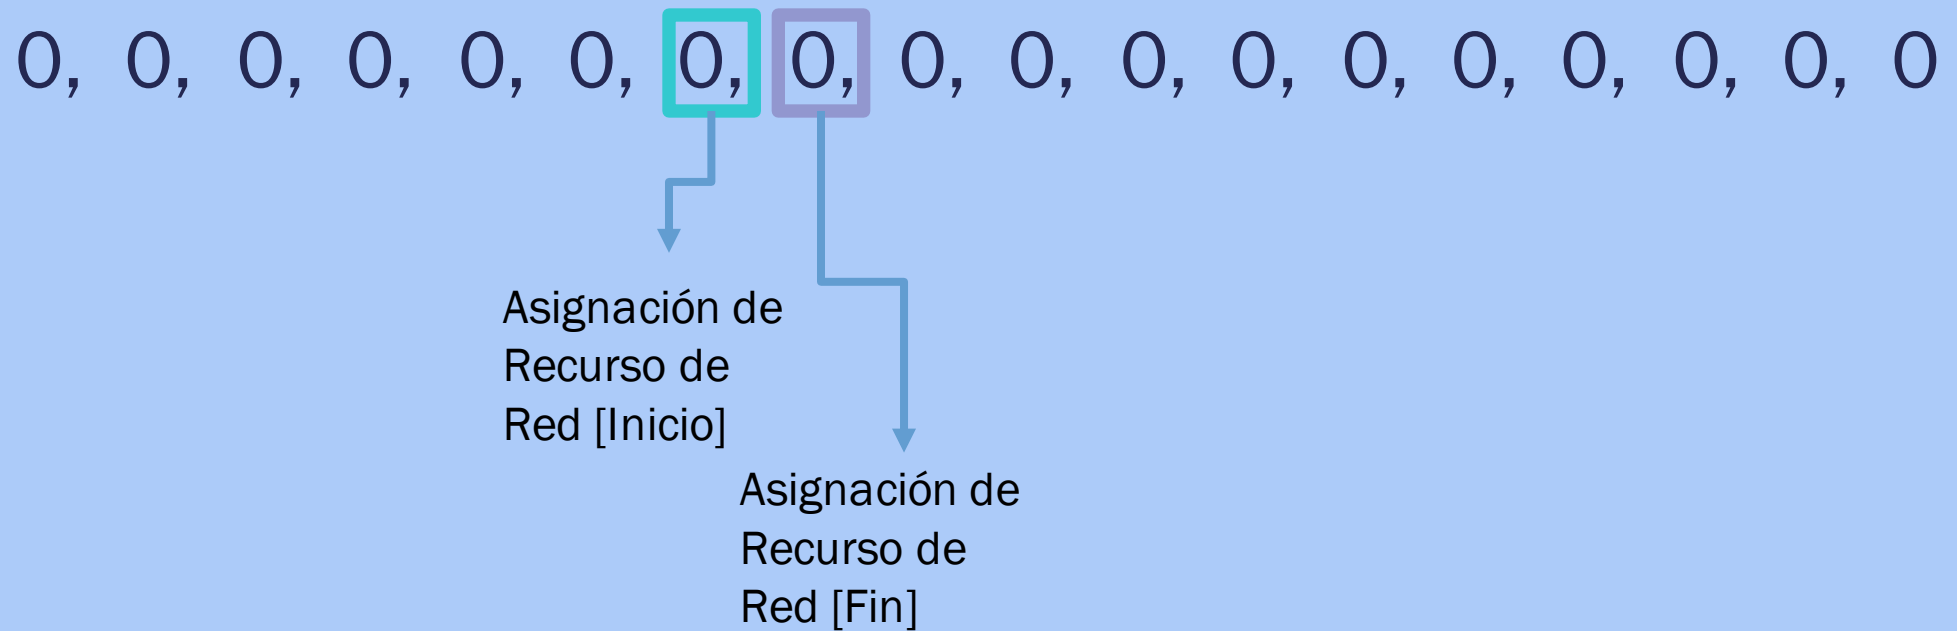 0, 0, 0, 0, 0, 0, 0, 0, 0, 0, 0, 0, 0, 0, 0, 0, 0, 0
Asignación de
Recurso de
Red [Inicio]
Asignación de
Recurso de
Red [Fin]